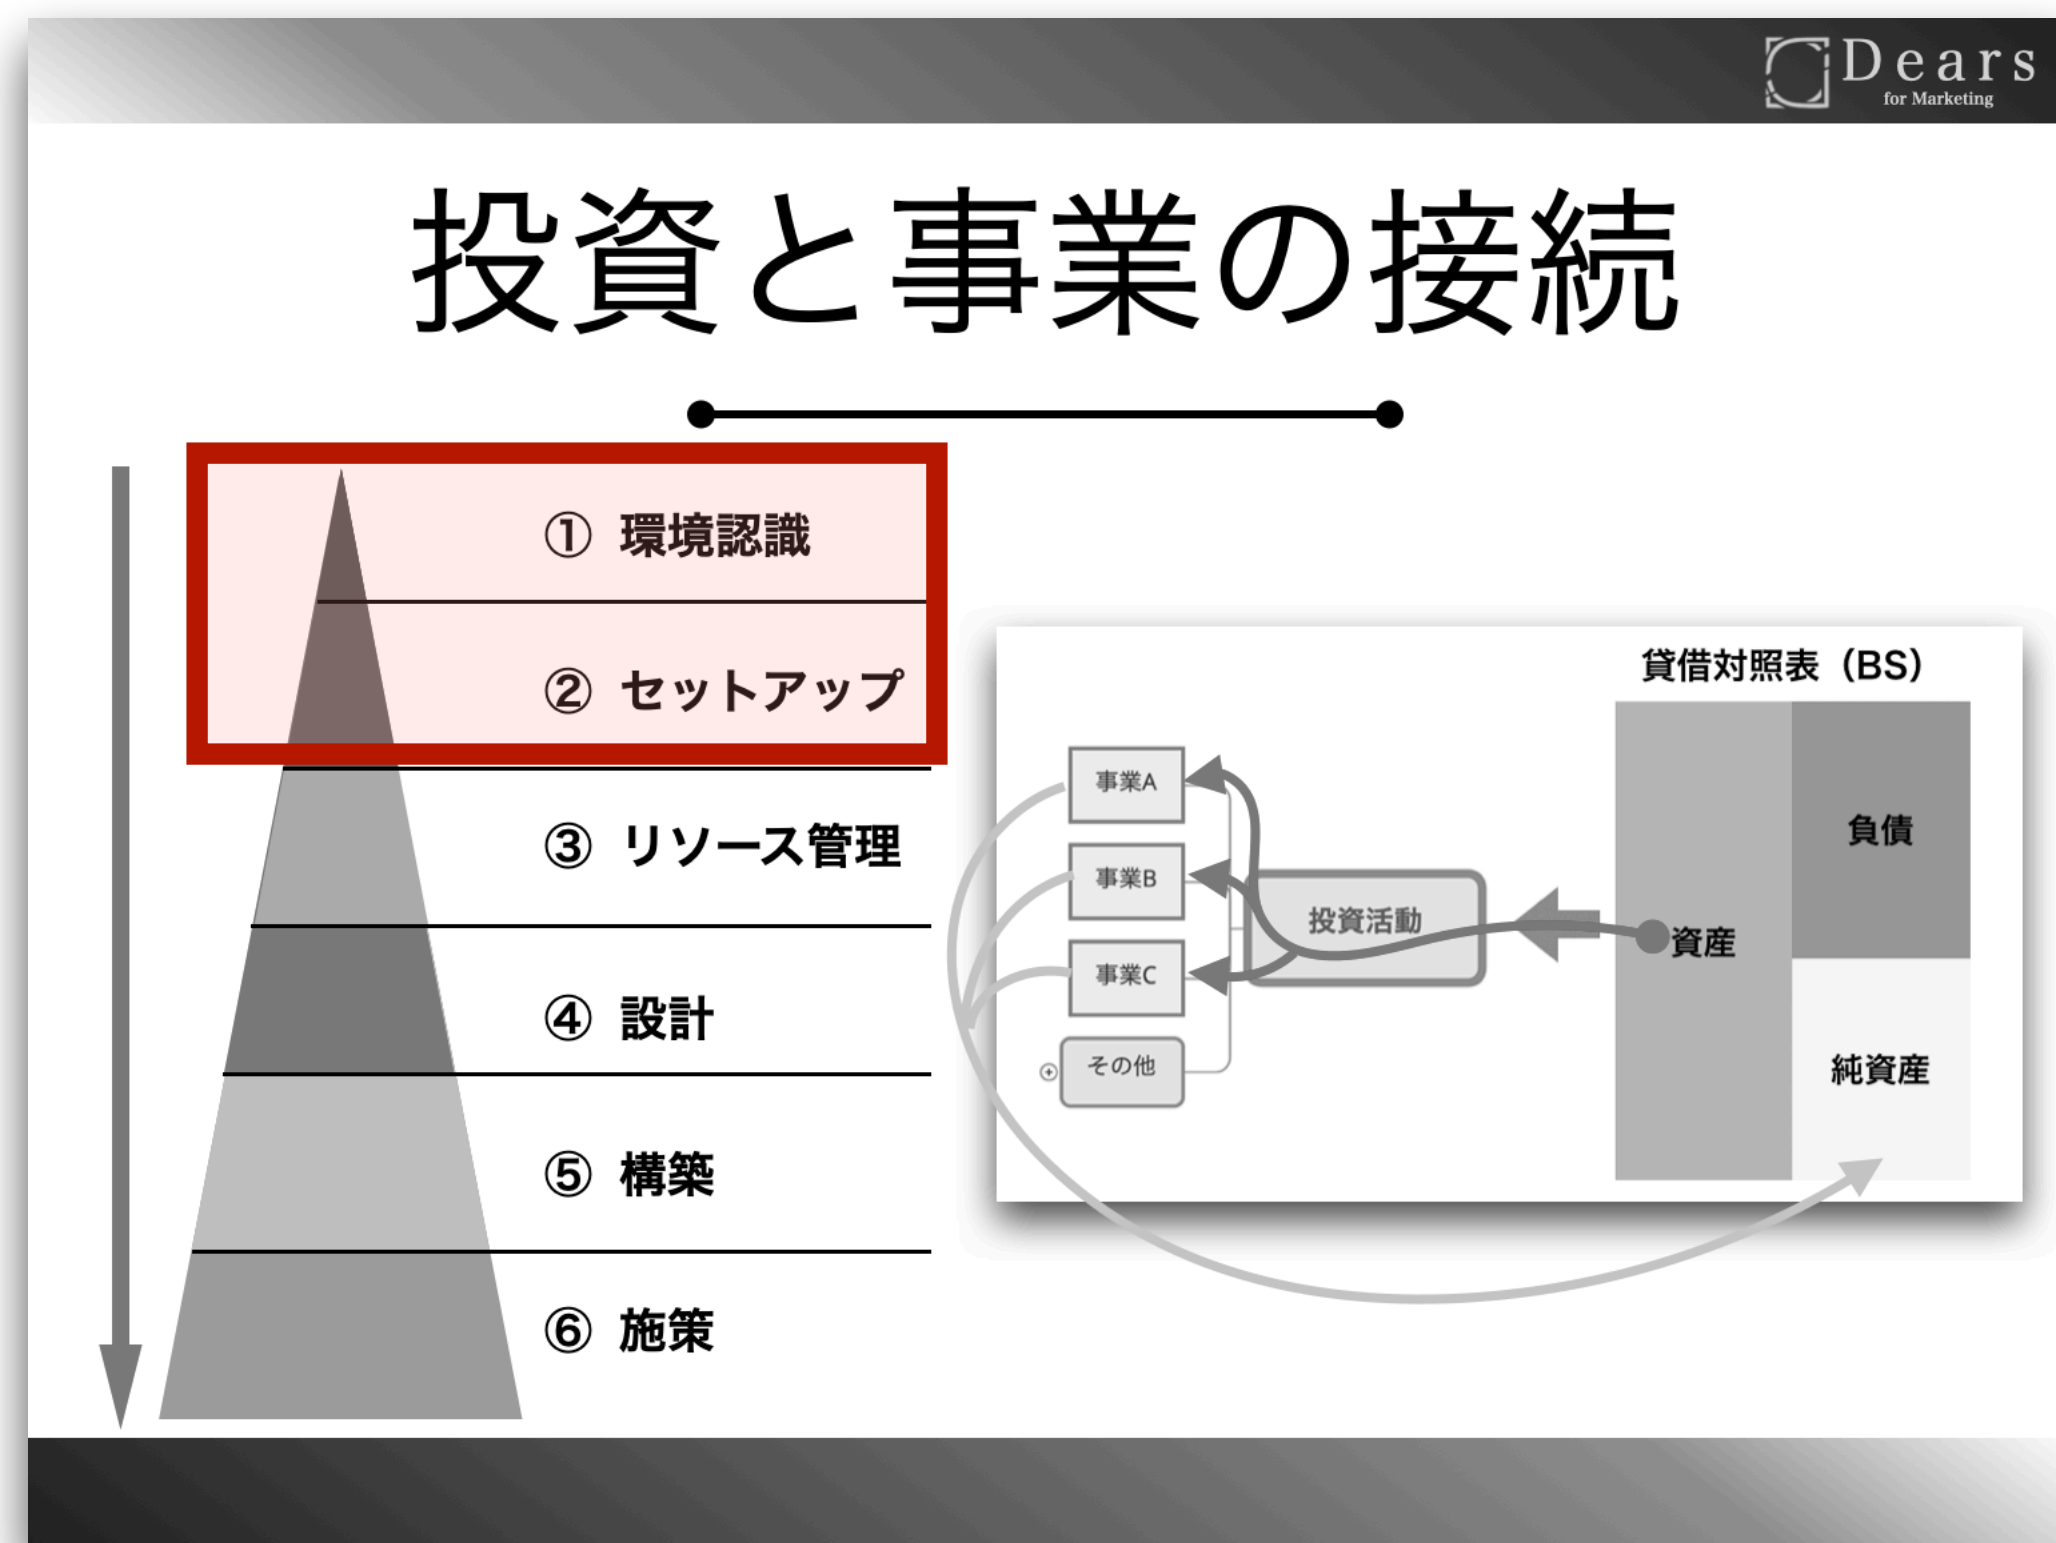 Dears
for Marketing
投資と事業の接続
① 環境認識
② セットアップ
③ リソース管理
④ 設計
⑤ 構築
⑥ 施策
貸借対照表（BS）
事業A
事業B
事業C
その他
投資活動
資産
負債
純資産